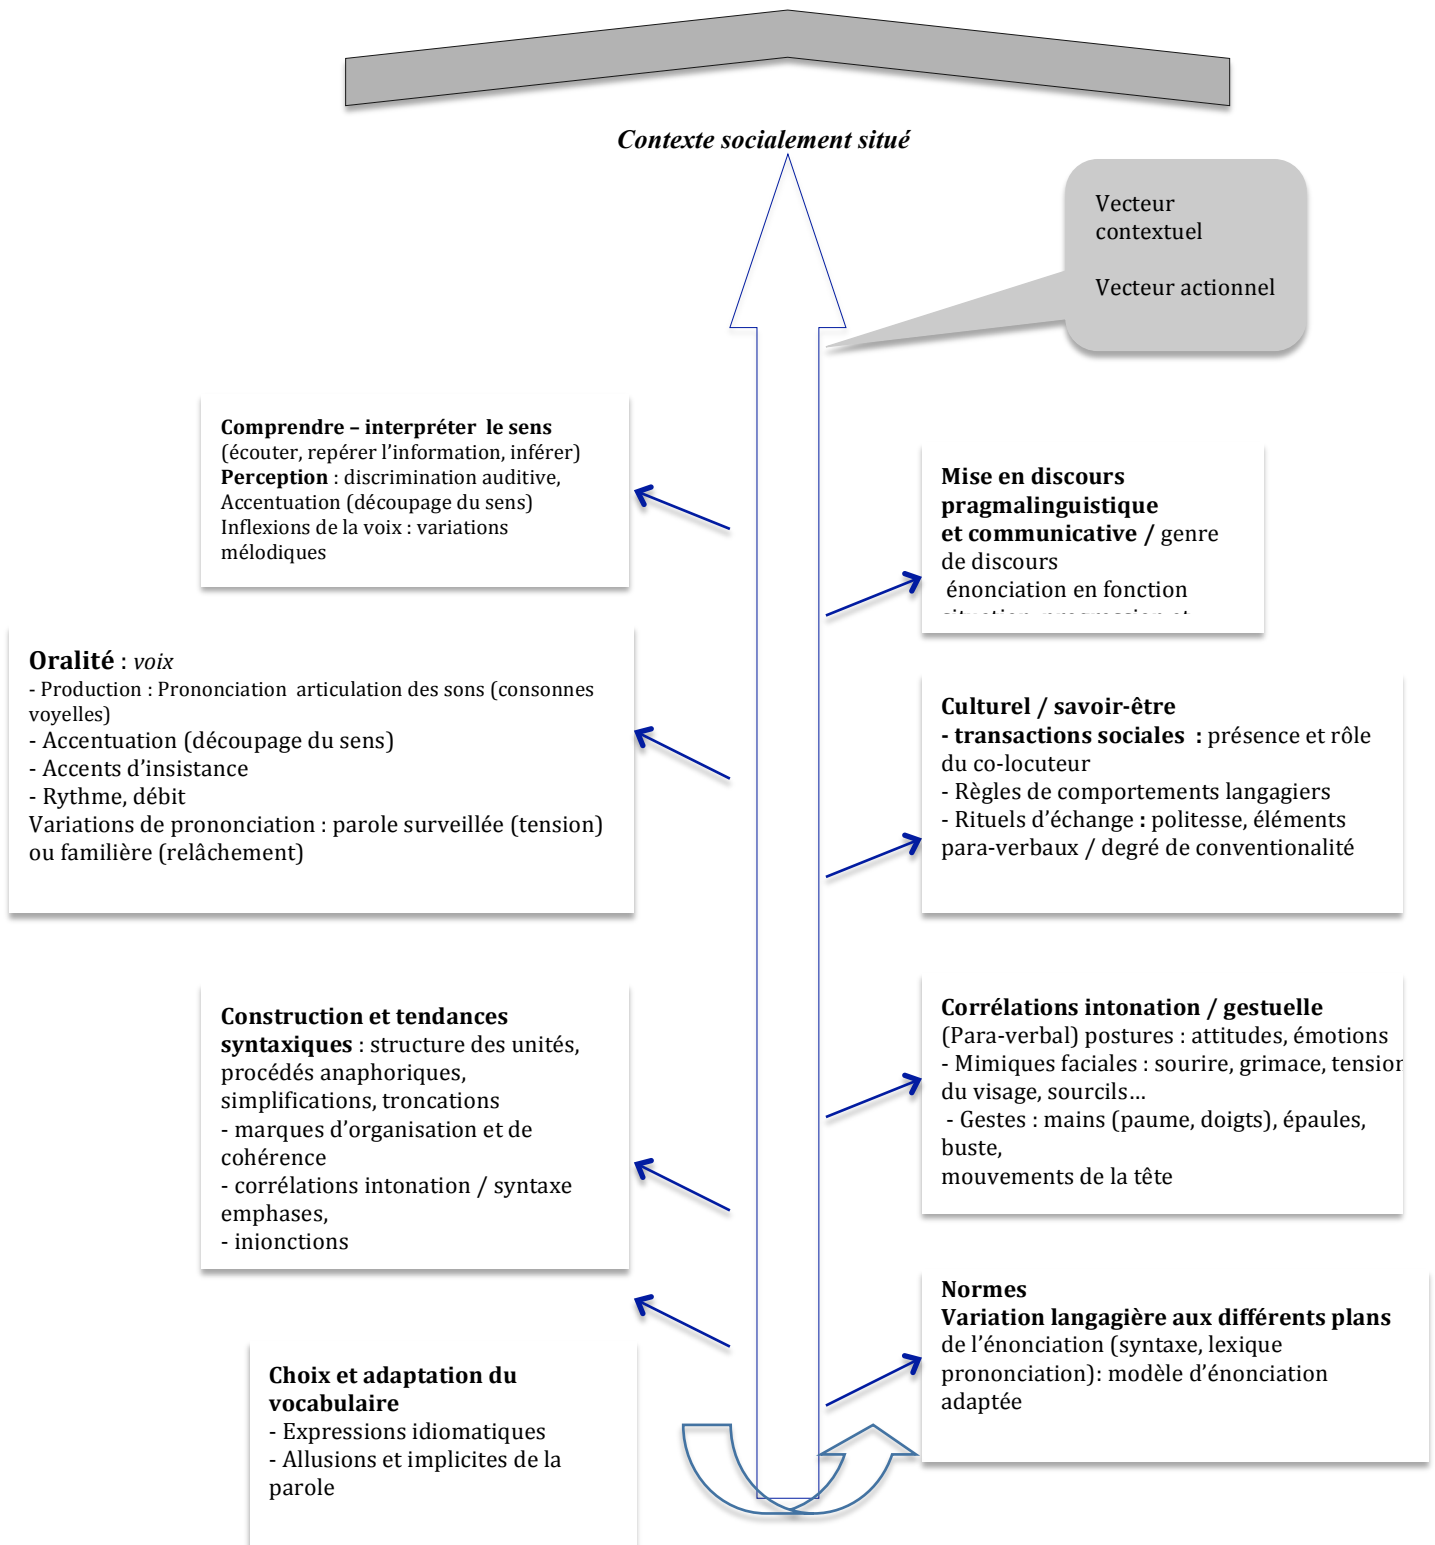 Contexte socialement situé
Vecteur
contextuel
Vecteur actionnel
Comprendre – interpréter le sens
(écouter, repérer l’information, inférer)
Perception : discrimination auditive,
Accentuation (découpage du sens)
Inflexions de la voix : variations
mélodiques
Mise en discours
pragmalinguistique
et communicative / genre
de discours
énonciation en fonction
Oralité : voix
- Production : Prononciation articulation des sons (consonnes
voyelles)
- Accentuation (découpage du sens)
- Accents d’insistance
- Rythme, débit
Variations de prononciation : parole surveillée (tension)
ou familière (relâchement)
Culturel / savoir-être
- transactions sociales : présence et rôle
du co-locuteur
- Règles de comportements langagiers
- Rituels d’échange : politesse, éléments
para-verbaux / degré de conventionalité
Construction et tendances
syntaxiques : structure des unités,
procédés anaphoriques,
simplifications, troncations
- marques d’organisation et de
cohérence
- corrélations intonation / syntaxe
emphases,
- injonctions
Corrélations intonation / gestuelle
(Para-verbal) postures : attitudes, émotions
- Mimiques faciales : sourire, grimace, tension
du visage, sourcils…
- Gestes : mains (paume, doigts), épaules,
buste,
mouvements de la tête
Choix et adaptation du
vocabulaire
- Expressions idiomatiques
- Allusions et implicites de la
parole
Normes
Variation langagière aux différents plans
de l’énonciation (syntaxe, lexique
prononciation): modèle d’énonciation
adaptée